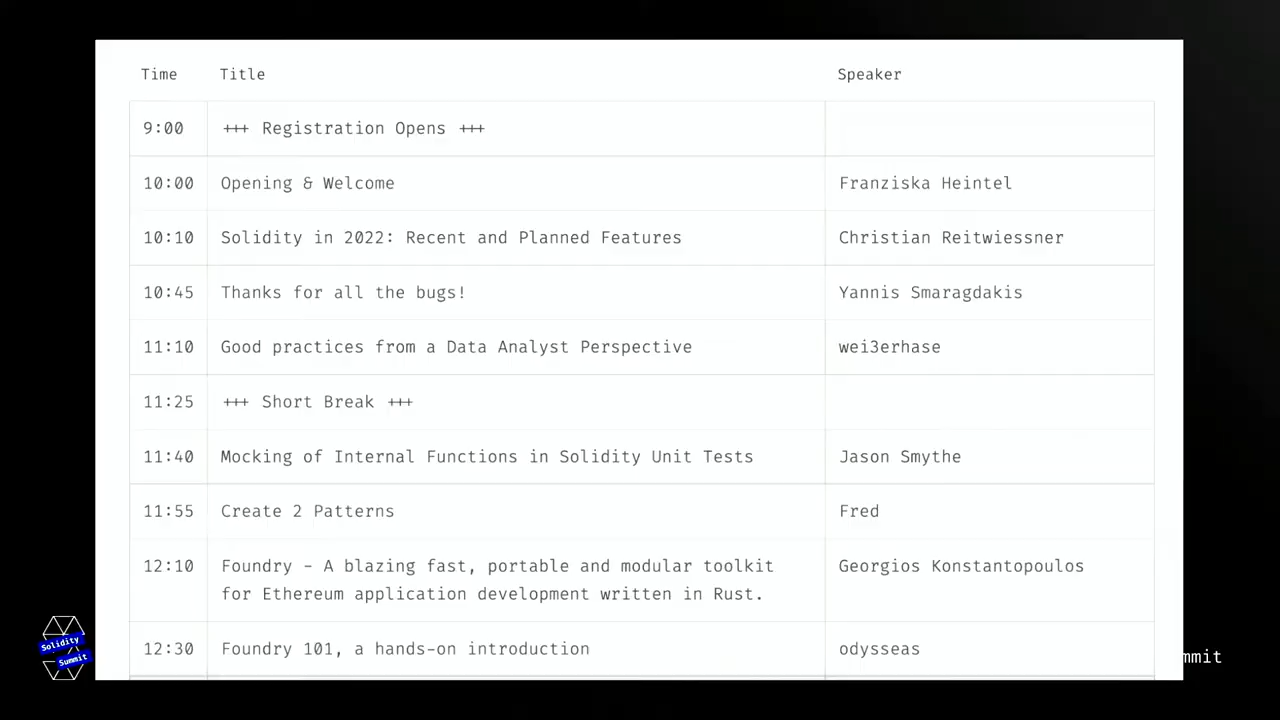 Time Title Speaker
9:00 +++ Registration Opens +++
10:00 Opening & Welcome Franziska Heintel
10:10 Solidity in 2022: Recent and Planned Features Christian Reitwiessner
10:45 Thanks for all the bugs! Yannis Smaragdakis
11:10 Good practices from a Data Analyst Perspective wei3erhase
11:25 +++ Short Break +++
11:40 Mocking of Internal Functions in Solidity Unit Tests Jason Smythe
11:55 Create 2 Patterns Fred
12:10 Foundry - A blazing fast, portable and modular toolkit Georgios Konstantopoulos
for Ethereum application development written in Rust.
12:30 Foundry 101, a hands-on introduction odysseas
Solidity
Summit
mmit